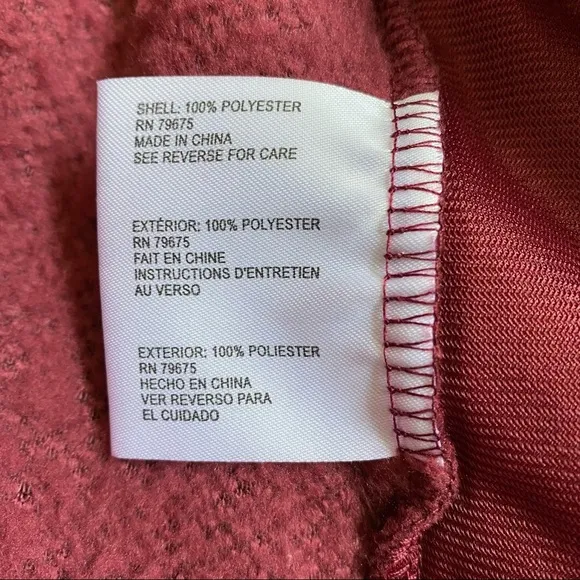 SHELL: 100% POLYESTER
RN 79675
MADE IN CHINA
SEE REVERSE FOR CARE
EXTÉRIOR: 100% POLYESTER
RN 79675
FAIT EN CHINE
INSTRUCTIONS D'ENTRETIEN
AU VERSO
EXTERIOR: 100% POLIESTER
RN 79675
HECHO EN CHINA
VER REVERSO PARA
EL CUIDADO